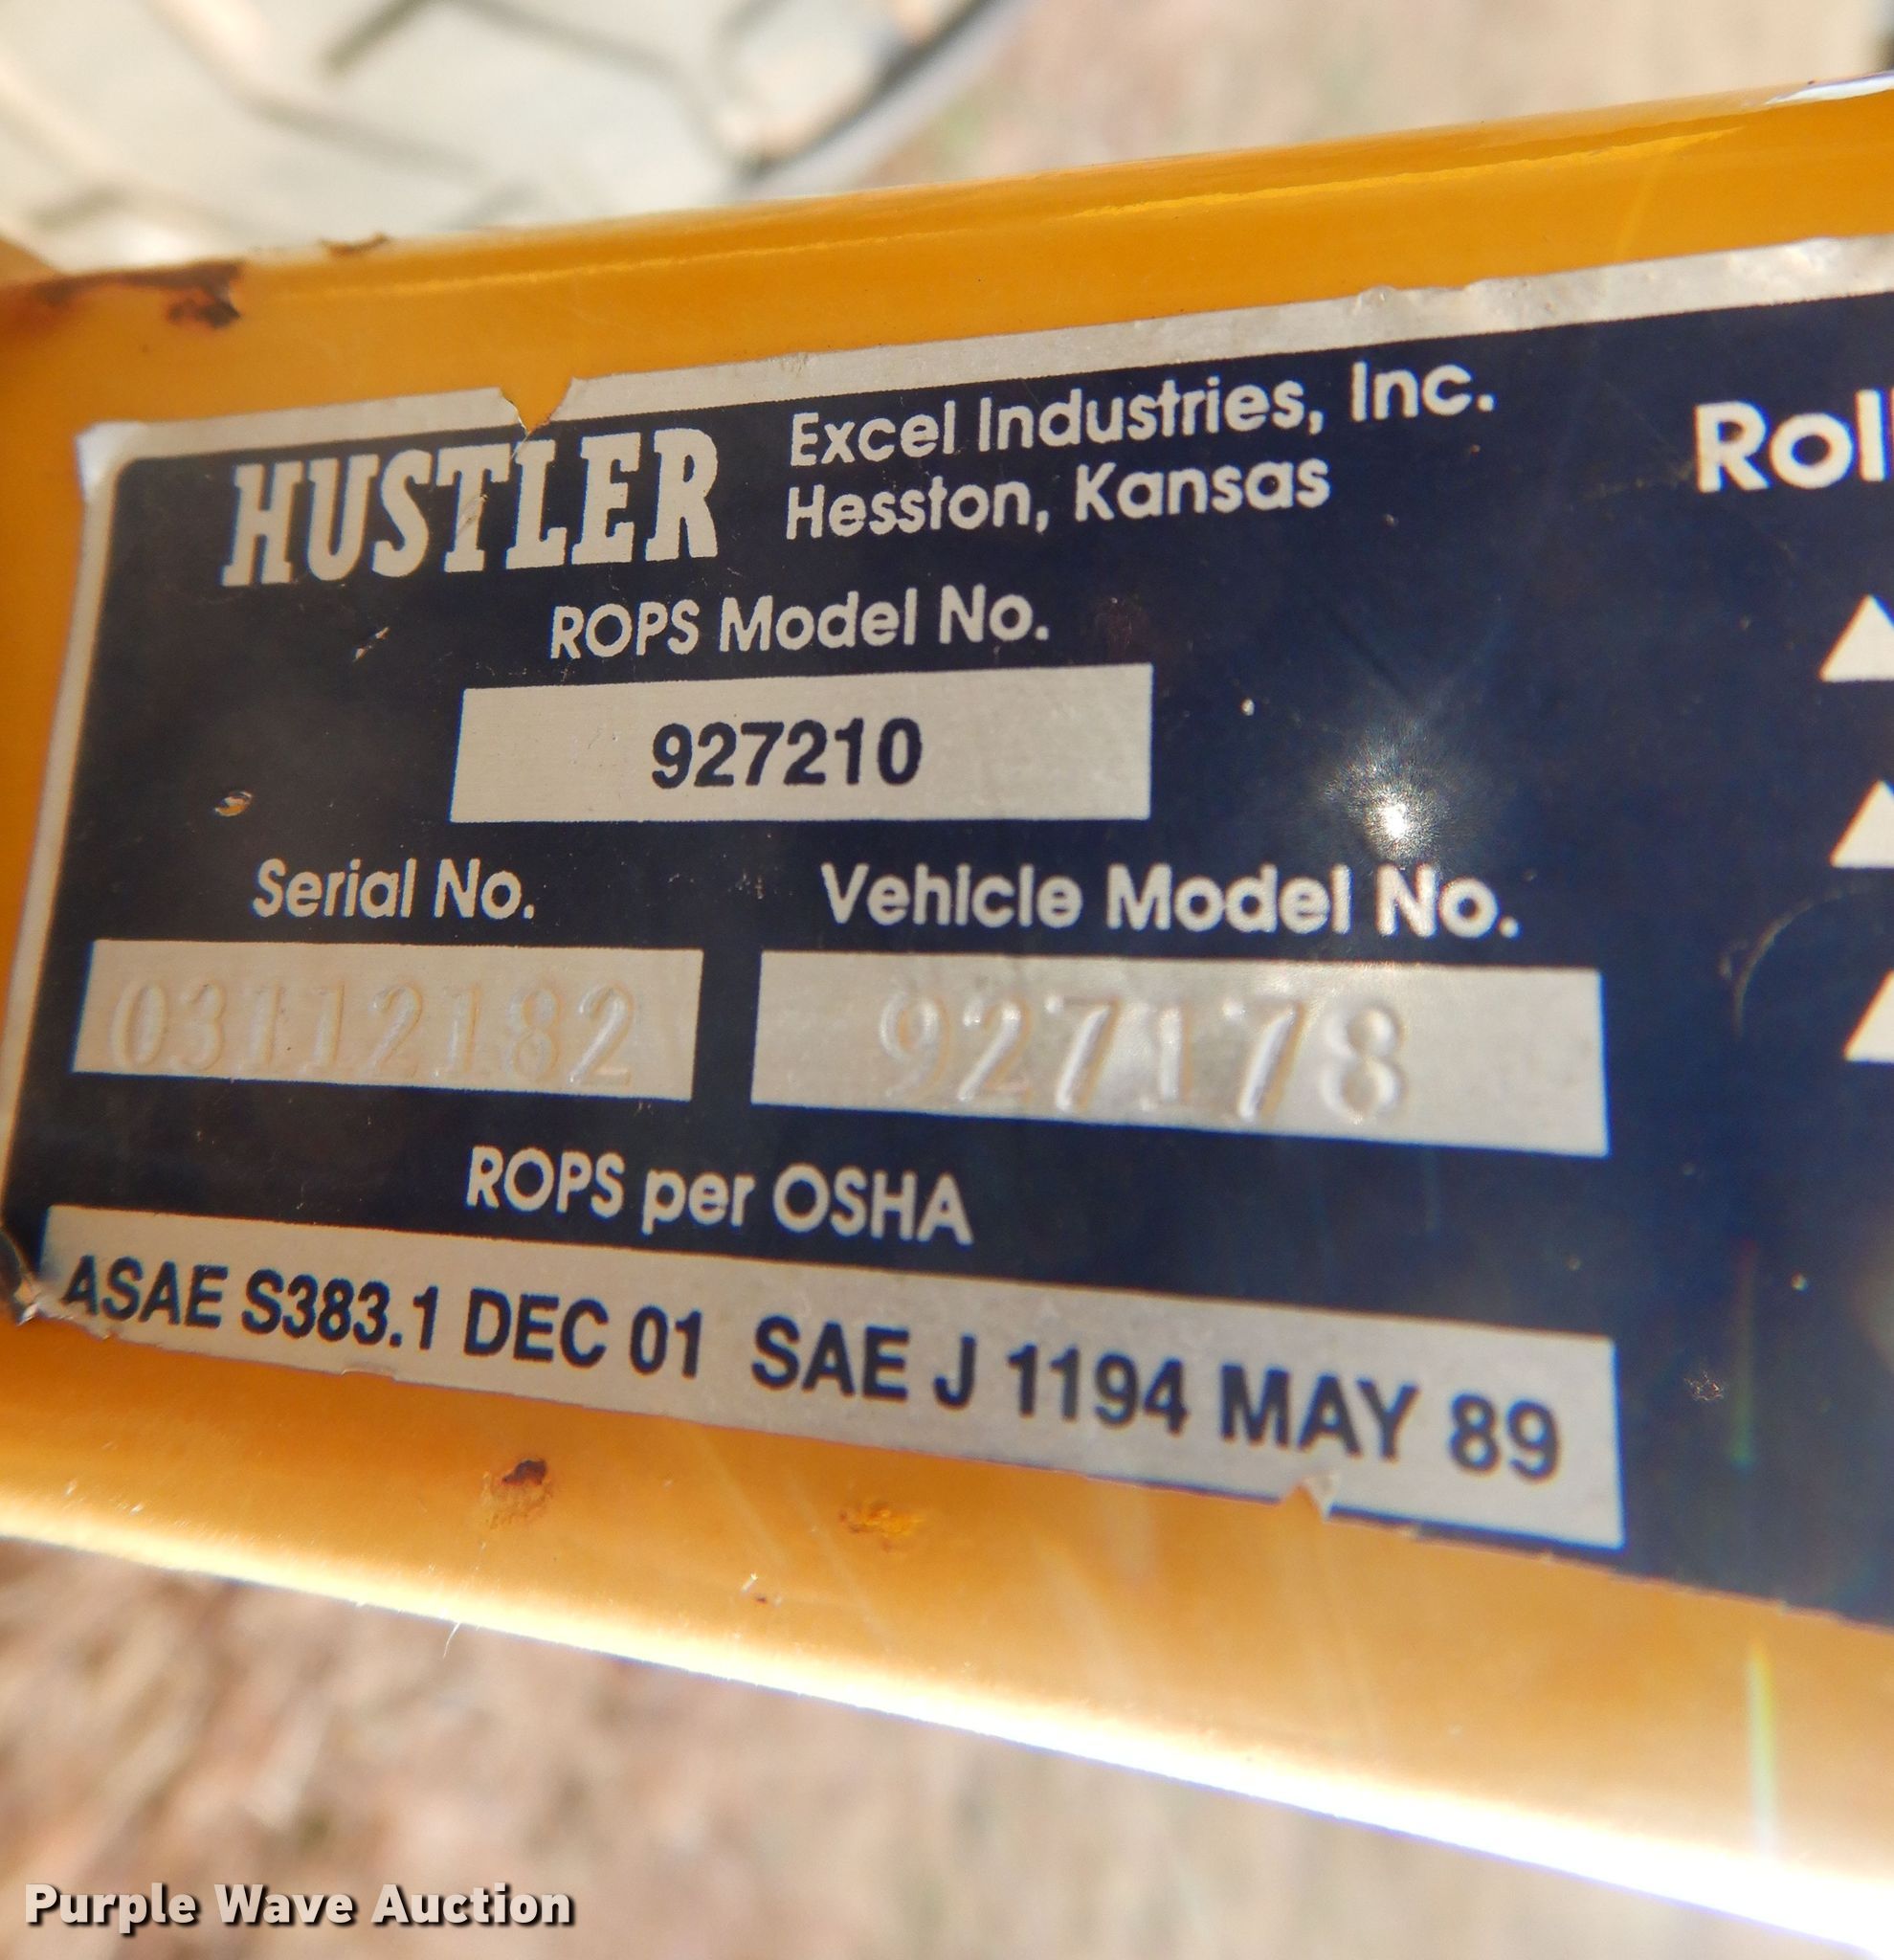 HUSTLER
Excel Industries, Inc.
Hesston, Kansas
Rol
ROPS Model No.
927210
Serial No.
03112182
Vehicle Model No.
927178
ROPS per OSHA
ASAE S383.1 DEC 01 SAE J 1194 MAY 89
Purple Wave Auction